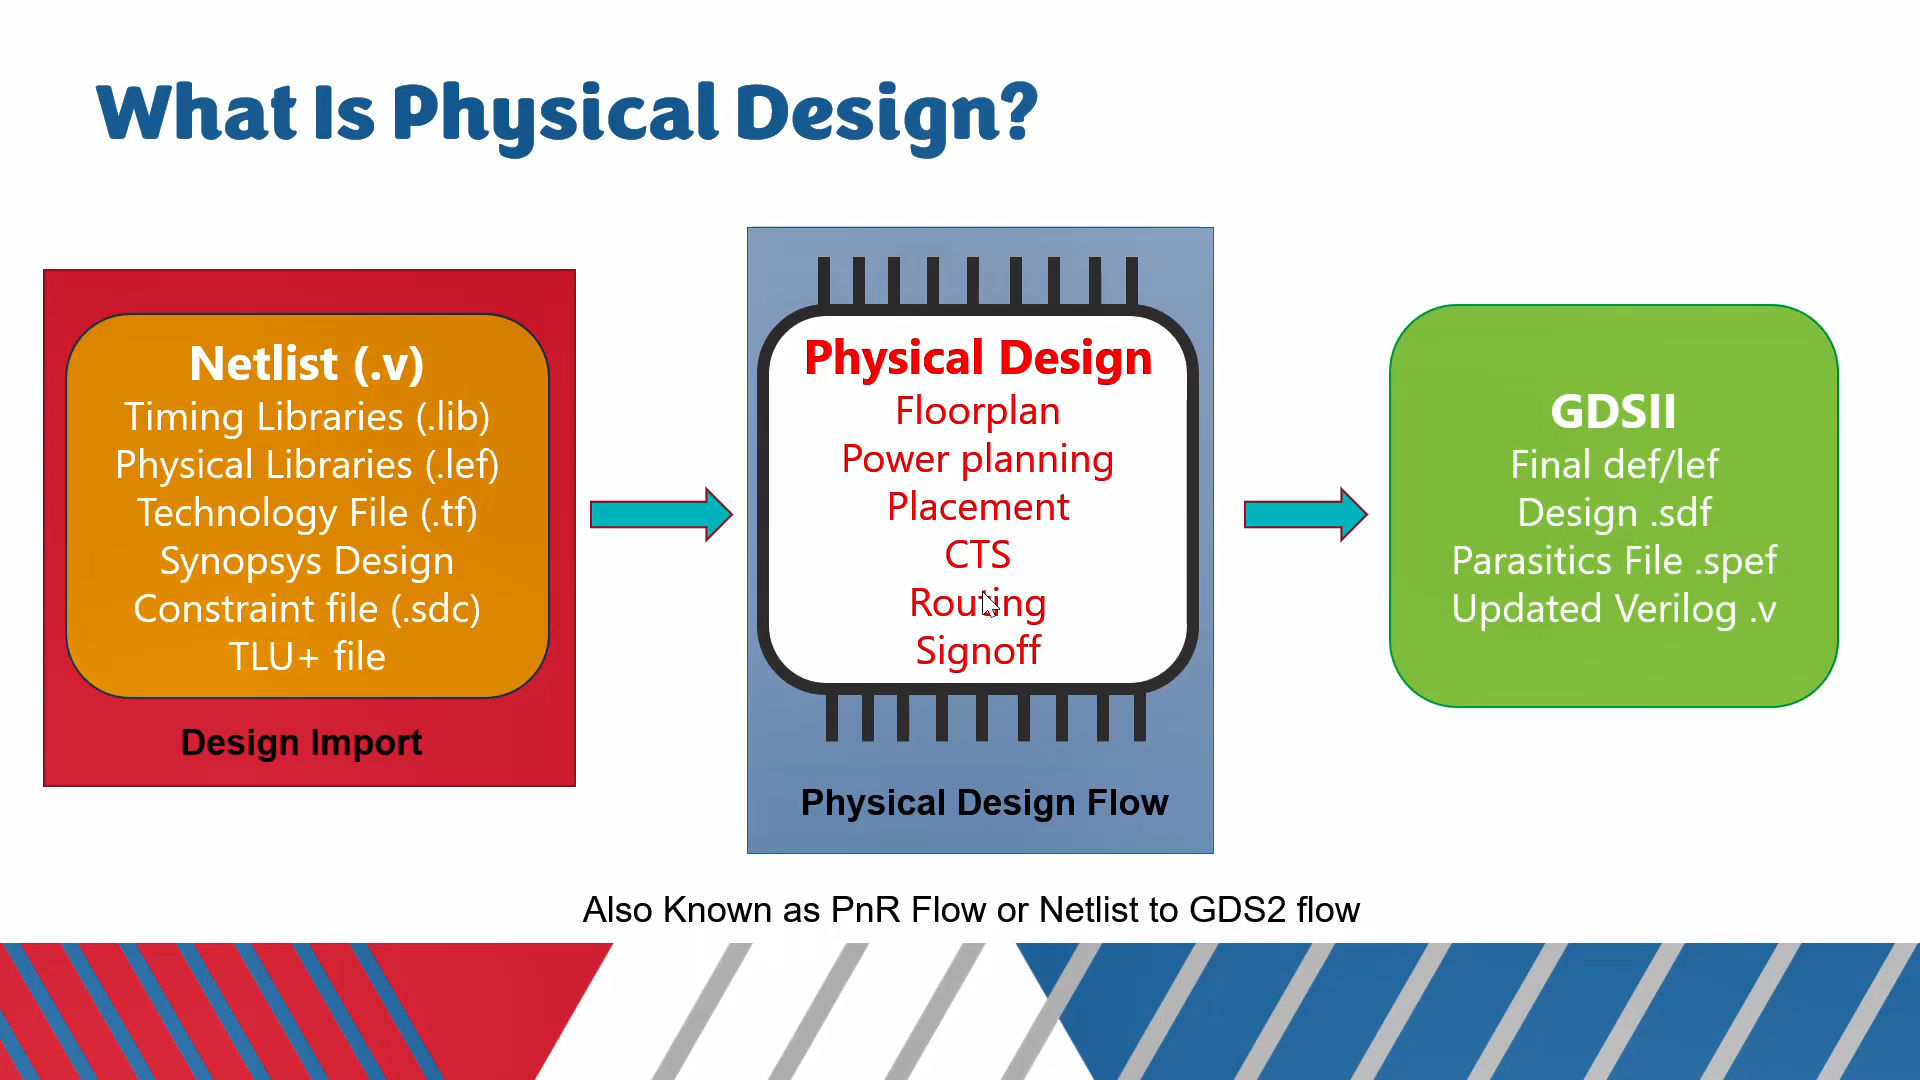 What Is Physical Design?
Netlist (.v)
Timing Libraries (.lib)
Physical Libraries (.lef)
Technology File (.tf)
Synopsys Design
Constraint file (.sdc)
TLU+ file
Design Import
Physical Design
Floorplan
Power planning
Placement
CTS
Routing
Signoff
Physical Design Flow
GDSII
Final def/lef
Design .sdf
Parasitics File .spef
Updated Verilog .v
Also Known as PnR Flow or Netlist to GDS2 flow